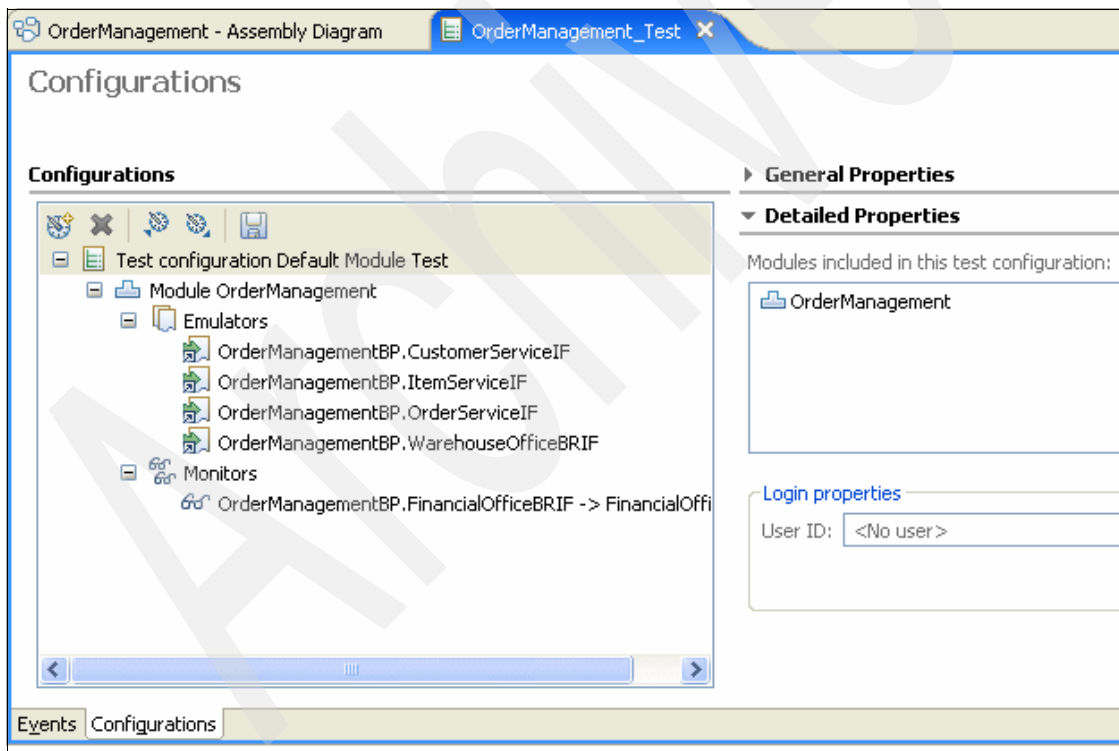 OrderManagement - Assembly Diagram
OrderManagement_Test
Configurations
Configurations
Test configuration Default Module Test
Module OrderManagement
Emulators
OrderManagementBP.CustomerServiceIF
OrderManagementBP.ItemServiceIF
OrderManagementBP.OrderServiceIF
OrderManagementBP.WarehouseOfficeBRIF
Monitors
OrderManagementBP.FinancialOfficeBRIF -> FinancialOffi
General Properties
Detailed Properties
Modules included in this test configuration:
OrderManagement
Login properties
User ID: <No user>
Events Configurations
Archive